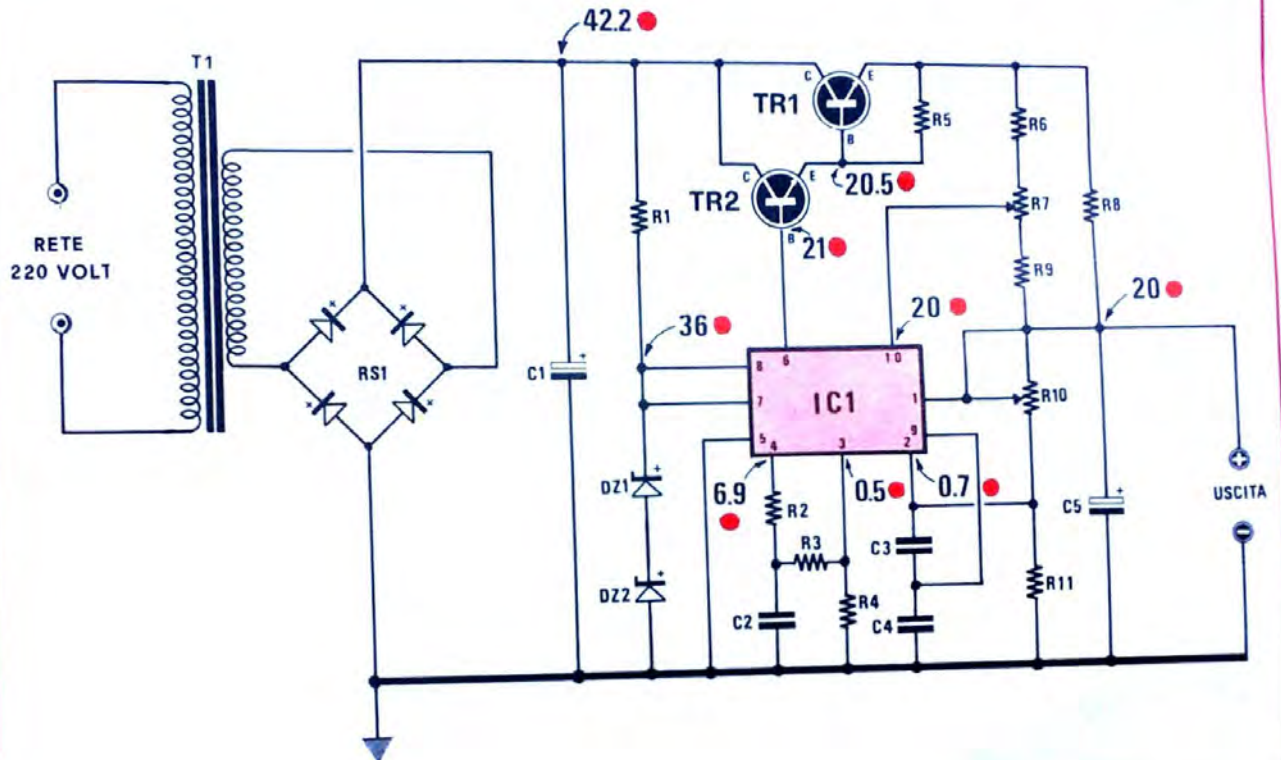 42.2
T1
C
E
TR1
B
R5
R6
C
E
20.5
TR2
B
21
R1
R7
R8
R9
RETE
220 VOLT
20
20
36
RS1
C1
8
6
10
7
IC1
1
R10
5
4
3
9
2
DZ1
6.9
0.5
0.7
USCITA
R2
C3
C5
R3
DZ2
R4
R11
C2
C4